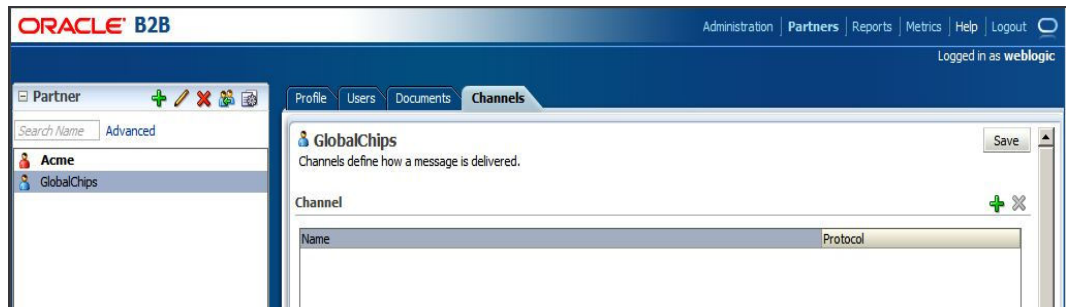 ORACLE B2B
Administration | Partners | Reports | Metrics | Help | Logout
Logged in as weblogic
Partner
Search Name Advanced
Acme
GlobalChips
Profile Users Documents Channels
GlobalChips Save
Channels define how a message is delivered.
Channel
Name Protocol